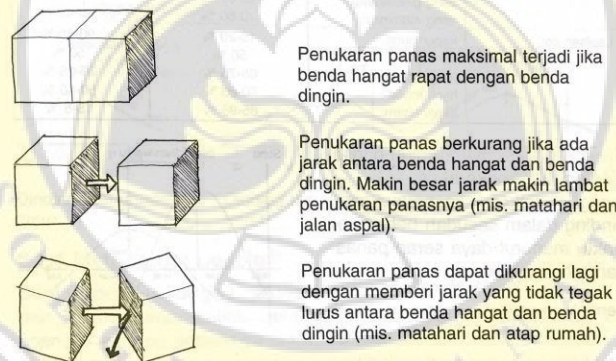 Penukaran panas maksimal terjadi jika
benda hangat rapat dengan benda
dingin.
Penukaran panas berkurang jika ada
jarak antara benda hangat dan benda
dingin. Makin besar jarak makin lambat
penukaran panasnya (mis. matahari dan
jalan aspal).
Penukaran panas dapat dikurangi lagi
dengan memberi jarak yang tidak tegak
lurus antara benda hangat dan benda
dingin (mis. matahari dan atap rumah).